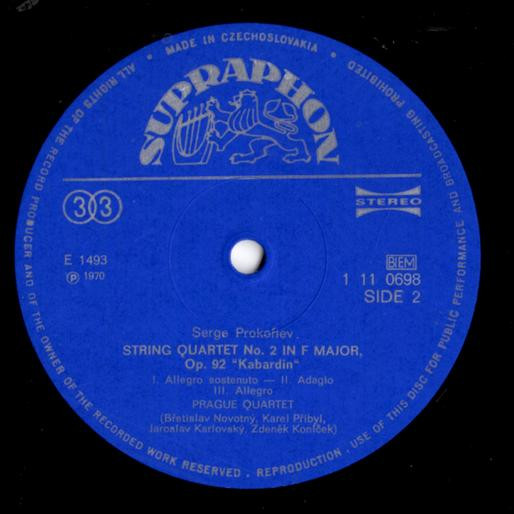 MADE IN CZECHOSLOVAKIA • ALL RIGHTS OF THE RECORD PRODUCER AND OF THE OWNER OF THE RECORDED WORK RESERVED . REPRODUCTION . USE OF THIS DISC FOR PUBLIC PERFORMANCE AND BROADCASTING PROHIBITED •
SUPRAPHON
33
STEREO
E 1493
℗ 1970
BIEM
1 11 0698
SIDE 2
Serge Prokofiev
STRING QUARTET No. 2 IN F MAJOR,
Op. 92 "Kabardin"
I. Allegro sostenuto — II. Adagio
III. Allegro
PRAGUE QUARTET
(Břetislav Novotný, Karel Přibyl,
Jaroslav Karlovský, Zdeněk Koníček)